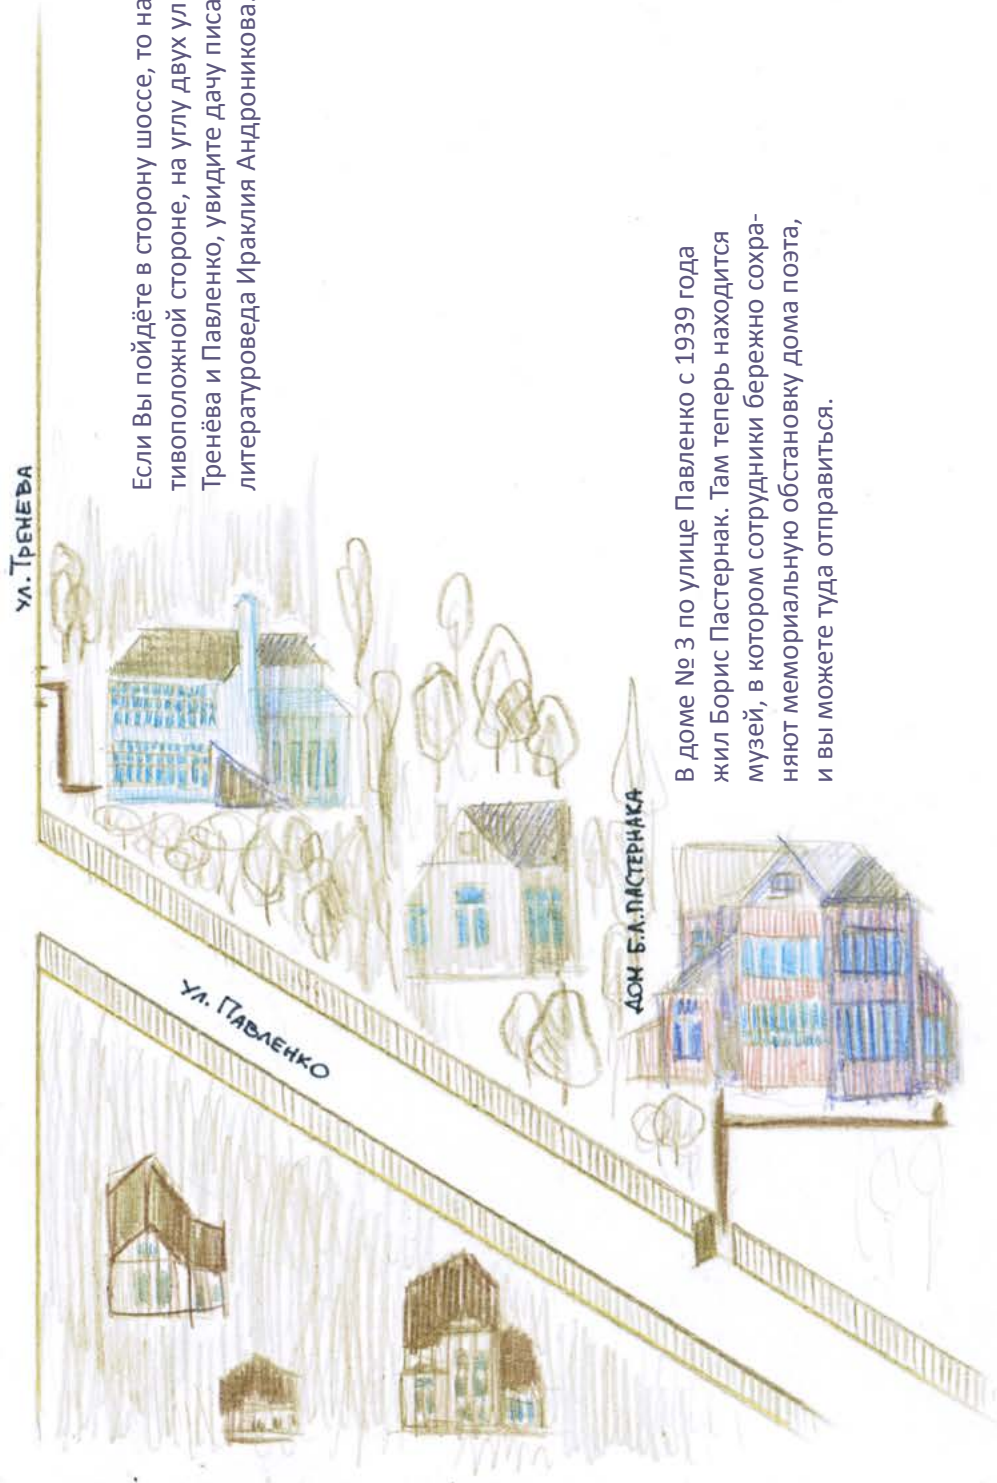 ул. Тренева
Если Вы пойдёте в сторону шоссе, то на
тивоположной стороне, на углу двух ул
Тренёва и Павленко, увидите дачу писа
литературоведа Ираклия Андроникова.
ул. Павленко
Дом Б.Л.Пастернака
В доме № 3 по улице Павленко с 1939 года
жил Борис Пастернак. Там теперь находится
музей, в котором сотрудники бережно сохра-
няют мемориальную обстановку дома поэта,
и вы можете туда отправиться.